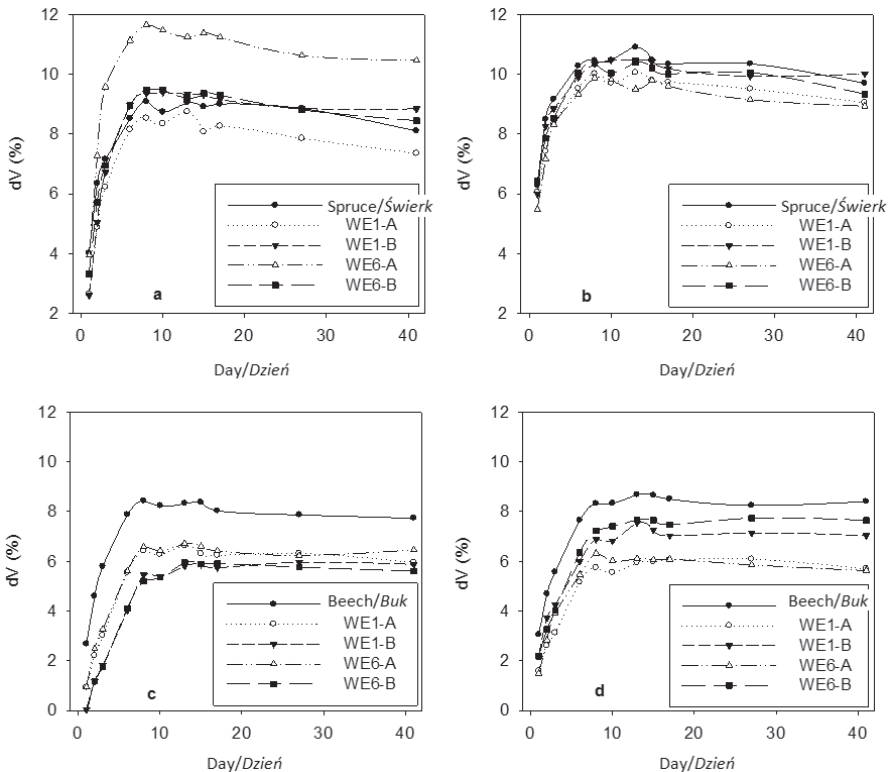 12
10
8
6
4
2
dV (%)
Spruce/Świerk
WE1-A
WE1-B
WE6-A
WE6-B
a
0 10 20 30 40
Day/Dzień
12
10
8
6
4
2
dV (%)
Spruce/Świerk
WE1-A
WE1-B
WE6-A
WE6-B
b
0 10 20 30 40
Day/Dzień
12
10
8
6
4
2
0
dV (%)
Beech/Buk
WE1-A
WE1-B
WE6-A
WE6-B
c
0 10 20 30 40
Day/Dzień
12
10
8
6
4
2
0
dV (%)
Beech/Buk
WE1-A
WE1-B
WE6-A
WE6-B
d
0 10 20 30 40
Day/Dzień